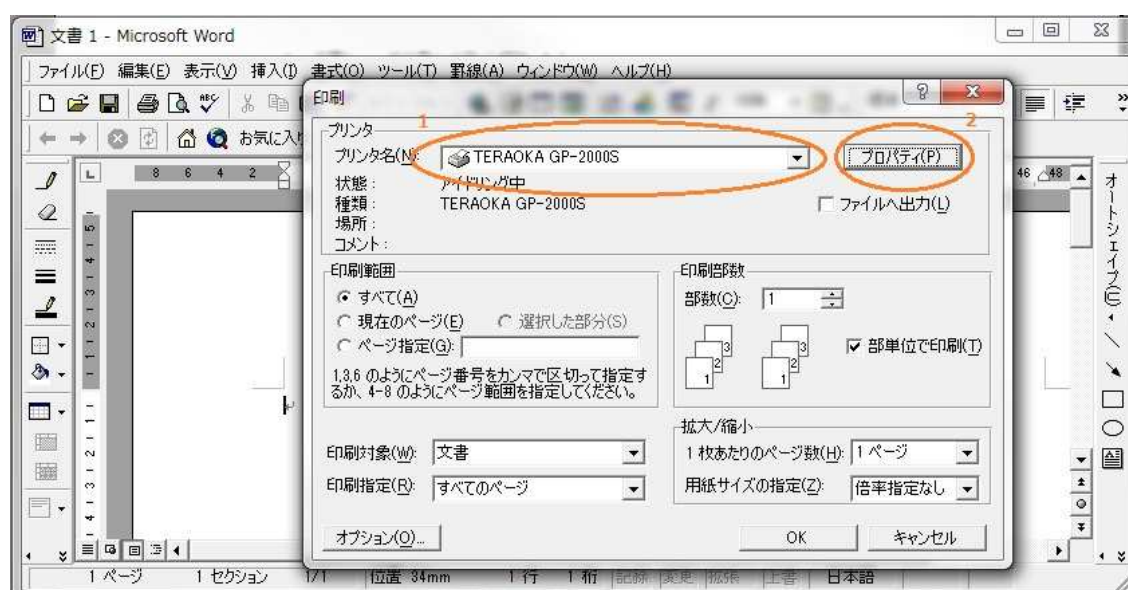 文書 1 - Microsoft Word
ファイル(F) 編集(E) 表示(V) 挿入(I) 書式(O) ツール(T) 罫線(A) ウィンドウ(W) ヘルプ(H)
印刷
お気に入
1
2
プリンタ
プリンタ名(N): TERAOKA GP-2000S プロパティ(P)
状態: アイドリング中
種類: TERAOKA GP-2000S ファイルへ出力(L)
場所:
コメント:
8 6 4 2 46 48
オートシェイプ(U)
印刷範囲
すべて(A)
現在のページ(E) 選択した部分(S)
ページ指定(G):
1,3,6 のようにページ番号をカンマで区切って指定す
るか、4-8 のようにページ範囲を指定してください。
印刷部数
部数(C): 1
部単位で印刷(T)
3 2 1 3 2 1
印刷対象(W): 文書
印刷指定(R): すべてのページ
拡大/縮小
1 枚あたりのページ数(H): 1 ページ
用紙サイズの指定(Z): 倍率指定なし
オプション(O)... OK キャンセル
1 ページ 1 セクション 1/1 位置 34mm 1 行 1 桁 記録 変更 拡張 上書 日本語